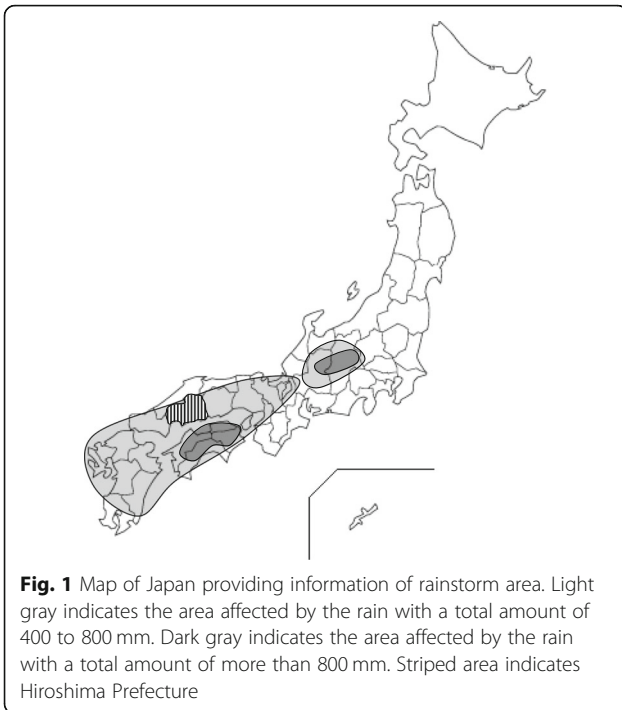 Fig. 1 Map of Japan providing information of rainstorm area. Light
gray indicates the area affected by the rain with a total amount of
400 to 800 mm. Dark gray indicates the area affected by the rain
with a total amount of more than 800 mm. Striped area indicates
Hiroshima Prefecture